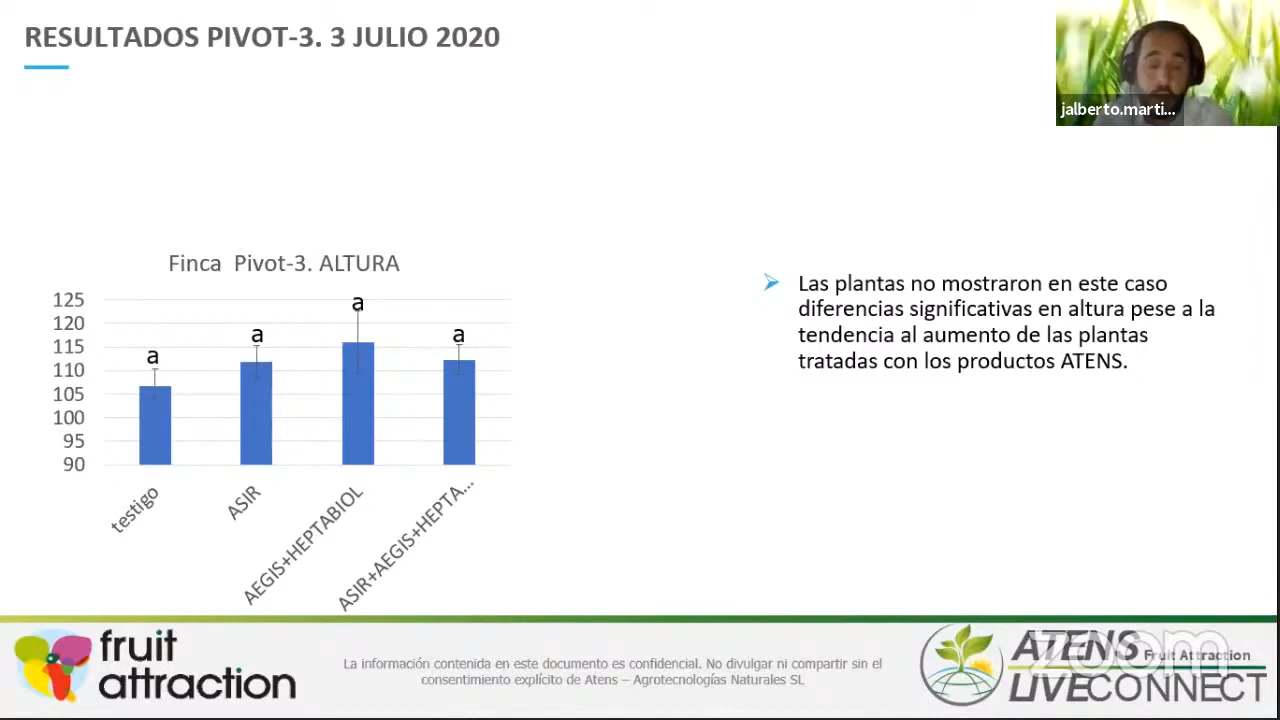 RESULTADOS PIVOT-3. 3 JULIO 2020
jalberto.marti...
Finca Pivot-3. ALTURA
125
120
115
110
105
100
95
90
a
a
a
a
testigo
ASIR
AEGIS+HEPTABIOL
ASIR+AEGIS+HEPTA...
Las plantas no mostraron en este caso
diferencias significativas en altura pese a la
tendencia al aumento de las plantas
tratadas con los productos ATENS.
fruit
attraction
La información contenida en este documento es confidencial. No divulgar ni compartir sin el
consentimiento explícito de Atens – Agrotecnologías Naturales SL
ATENS Fruit Attraction
LIVECONNECT
zoom